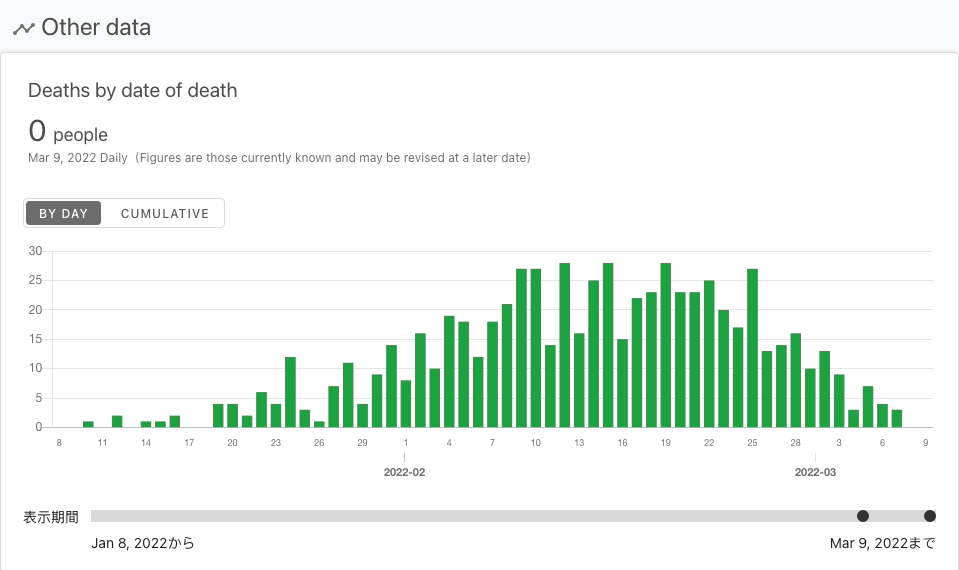 Other data
Deaths by date of death
0 people
Mar 9, 2022 Daily（Figures are those currently known and may be revised at a later date）
BY DAY CUMULATIVE
30
25
20
15
10
5
0
8 11 14 17 20 23 26 29 1 4 7 10 13 16 19 22 25 28 3 6 9
2022-02 2022-03
表示期間
Jan 8, 2022から Mar 9, 2022まで